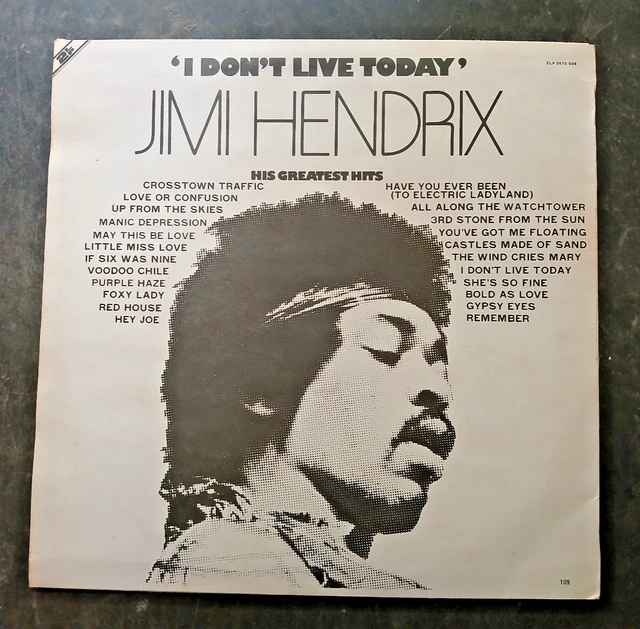 'I DON'T LIVE TODAY'
JIMI HENDRIX
HIS GREATEST HITS
CROSSTOWN TRAFFIC
LOVE OR CONFUSION
UP FROM THE SKIES
MANIC DEPRESSION
MAY THIS BE LOVE
LITTLE MISS LOVE
IF SIX WAS NINE
VOODOO CHILE
PURPLE HAZE
FOXY LADY
RED HOUSE
HEY JOE
HAVE YOU EVER BEEN
(TO ELECTRIC LADYLAND)
ALL ALONG THE WATCHTOWER
3RD STONE FROM THE SUN
YOU'VE GOT ME FLOATING
CASTLES MADE OF SAND
THE WIND CRIES MARY
I DON'T LIVE TODAY
SHE'S SO FINE
BOLD AS LOVE
GYPSY EYES
REMEMBER
109